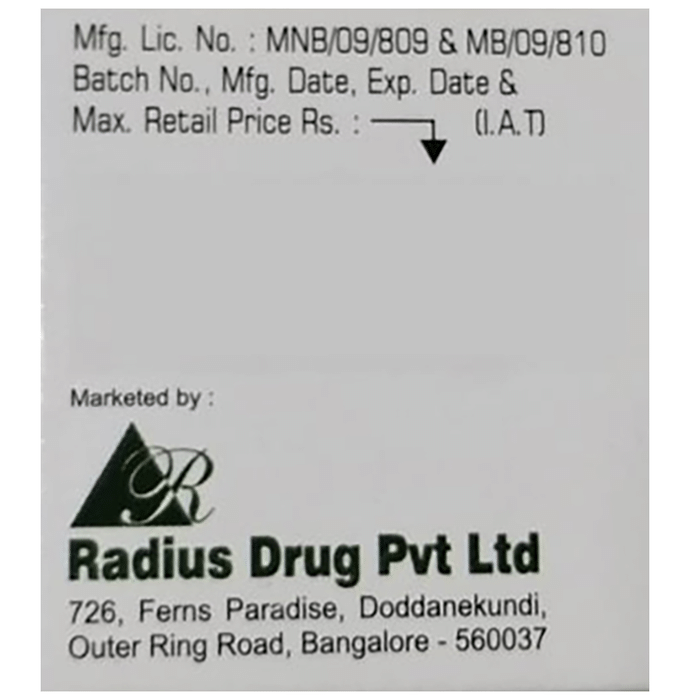 Mfg. Lic. No. : MNB/09/809 & MB/09/810
Batch No., Mfg. Date, Exp. Date &
Max. Retail Price Rs. : (I.A.T)
Marketed by :
R
Radius Drug Pvt Ltd
726, Ferns Paradise, Doddanekundi,
Outer Ring Road, Bangalore - 560037